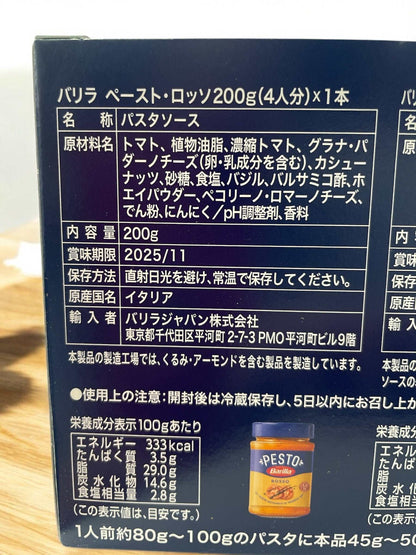 バリラ ペースト・ロッソ200g(4人分)×1本
名 称 パスタソース
原材料名 トマト、植物油脂、濃縮トマト、グラナ・パ
ダーノチーズ(卵・乳成分を含む)、カシュー
ナッツ、砂糖、食塩、バジル、バルサミコ酢、ホ
エイパウダー、ペコリーノ・ロマーノチーズ、
でん粉、にんにく/pH調整剤、香料
内 容 量 200g
賞味期限 2025/11
保存方法 直射日光を避け、常温で保存してください。
原産国名 イタリア
輸 入 者 バリラジャパン株式会社
東京都千代田区平河町2-7-3 PMO平河町ビル9階
本製品の製造工場では、くるみ・アーモンドを含む製品を製造しています。
●使用上の注意:開封後は冷蔵保存し、5日以内にお召し上が
栄養成分表示100gあたり
エネルギー 333kcal
たんぱく質 3.5g
脂 質 29.0g
炭水化物 14.6g
食塩相当量 2.8g
(この表示値は、目安です。)
PESTO
Barilla
ROSSO
1人前約80g〜100gのパスタに本品45g〜50
バリ
名
原材
内 容
賞味
保存
原産
輸 入
本製品の
ソースの
栄養成分
エネル
たんぱ
脂
炭 水
食塩相
(この表